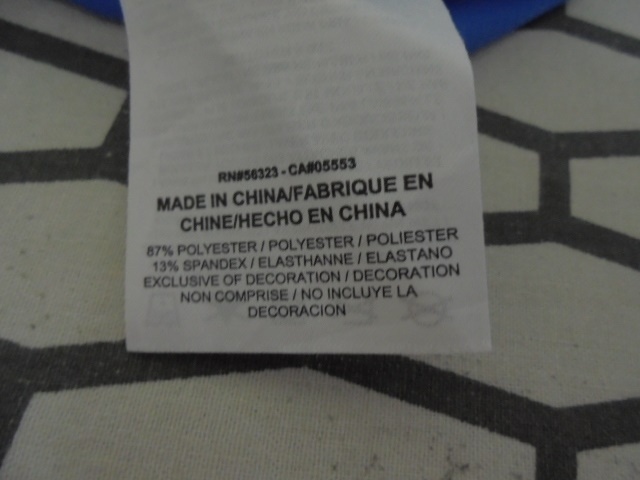 RN#56323 - CA#05553
MADE IN CHINA/FABRIQUE EN
CHINE/HECHO EN CHINA
87% POLYESTER / POLYESTER / POLIESTER
13% SPANDEX / ELASTHANNE / ELASTANO
EXCLUSIVE OF DECORATION / DECORATION
NON COMPRISE / NO INCLUYE LA
DECORACION